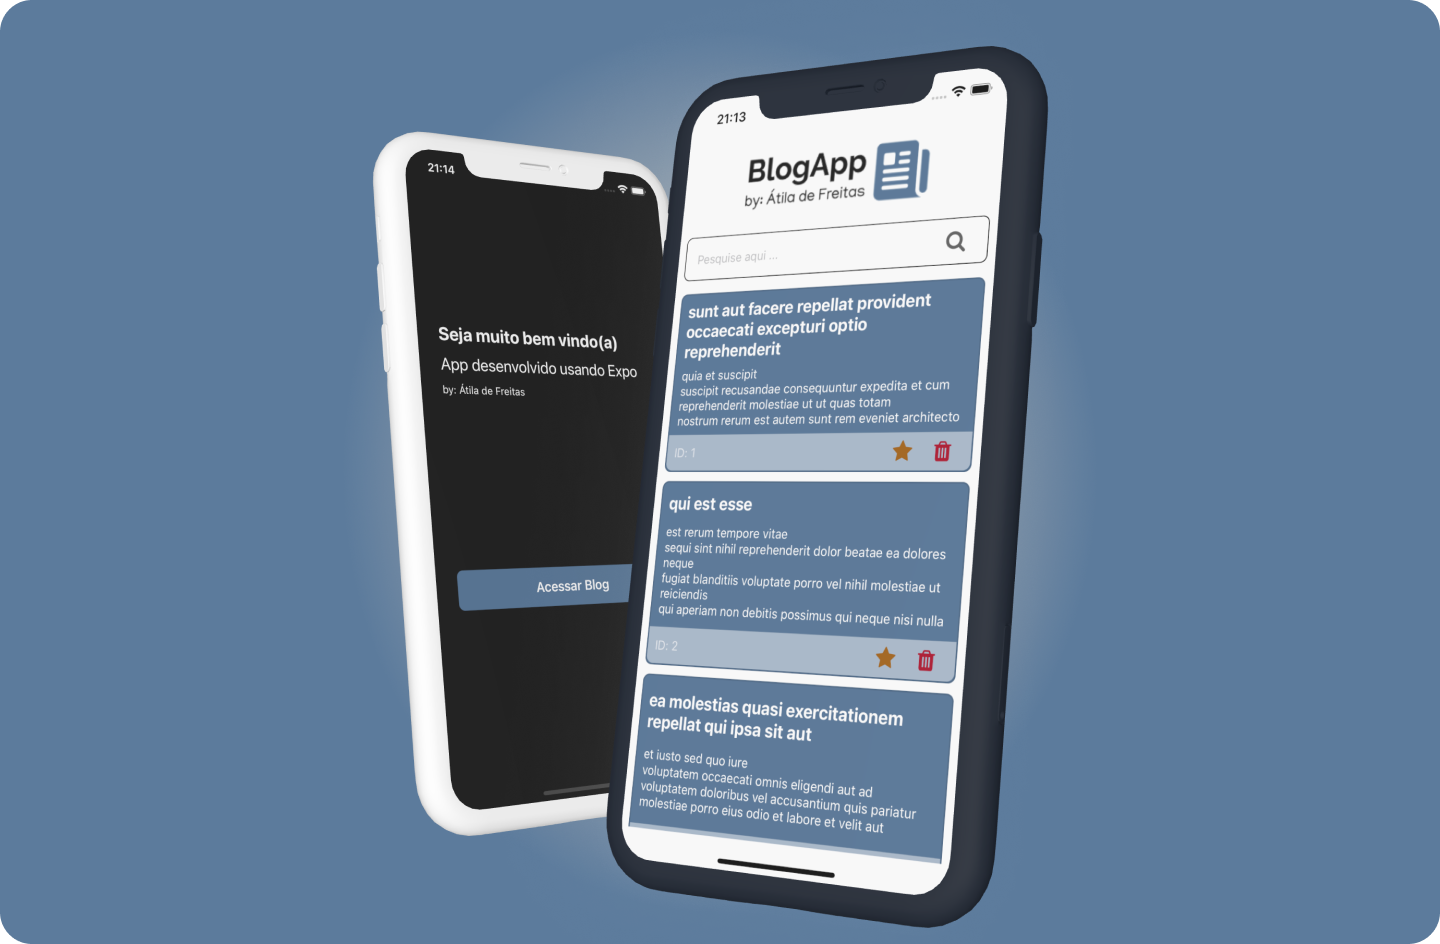 21:14
Seja muito bem vindo(a)
App desenvolvido usando Expo
by: Átila de Freitas
Acessar Blog
21:13
BlogApp
by: Átila de Freitas
Pesquise aqui ...
sunt aut facere repellat provident
occaecati excepturi optio
reprehenderit
quia et suscipit
suscipit recusandae consequuntur expedita et cum
reprehenderit molestiae ut ut quas totam
nostrum rerum est autem sunt rem eveniet architecto
ID: 1
qui est esse
est rerum tempore vitae
sequi sint nihil reprehenderit dolor beatae ea dolores
neque
fugiat blanditiis voluptate porro vel nihil molestiae ut
reiciendis
qui aperiam non debitis possimus qui neque nisi nulla
ID: 2
ea molestias quasi exercitationem
repellat qui ipsa sit aut
et iusto sed quo iure
voluptatem occaecati omnis eligendi aut ad
voluptatem doloribus vel accusantium quis pariatur
molestiae porro eius odio et labore et velit aut